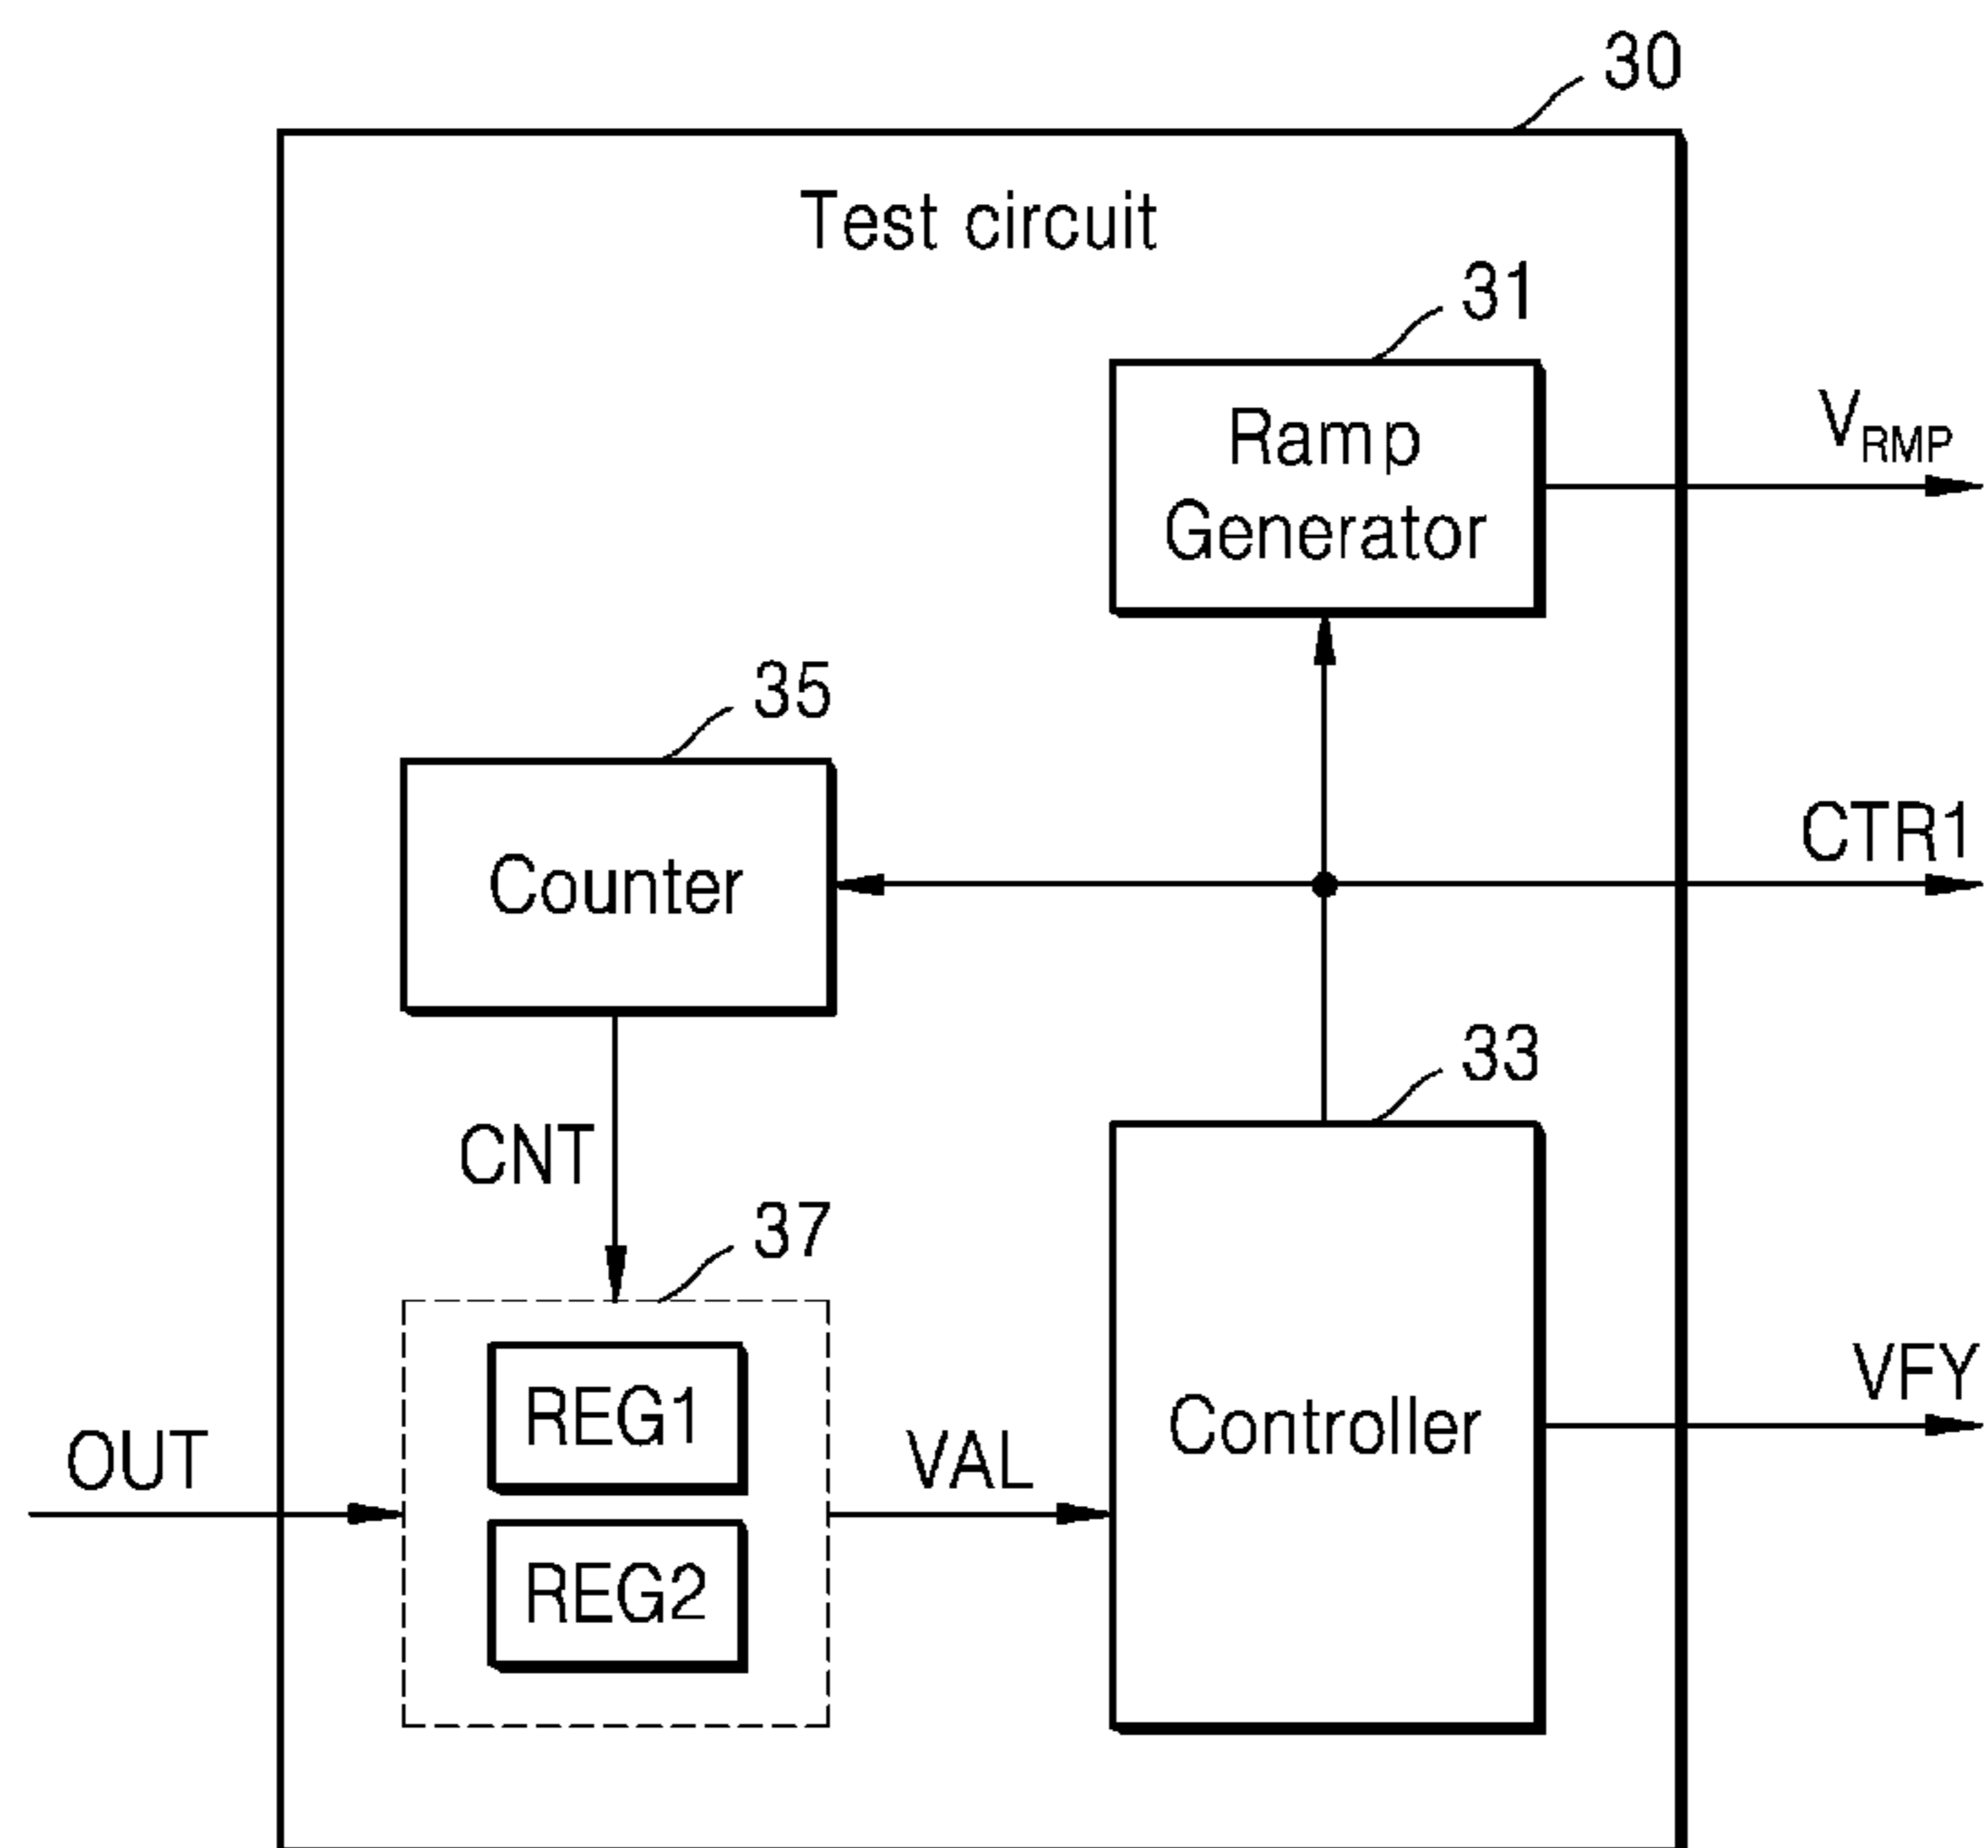 30
Test circuit
31
Ramp
Generator
VRMP
35
Counter
CTR1
33
CNT
37
REG1
Controller
VFY
OUT
VAL
REG2